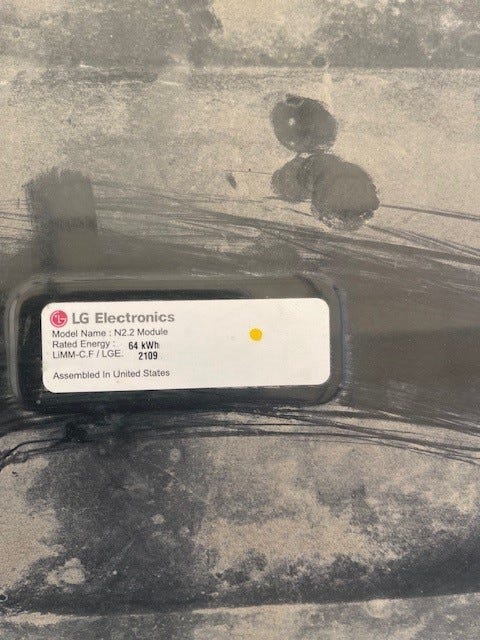 LG Electronics
Model Name : N2.2 Module
Rated Energy : 64 kWh
LiMM-C.F / LGE: 2109
Assembled In United States